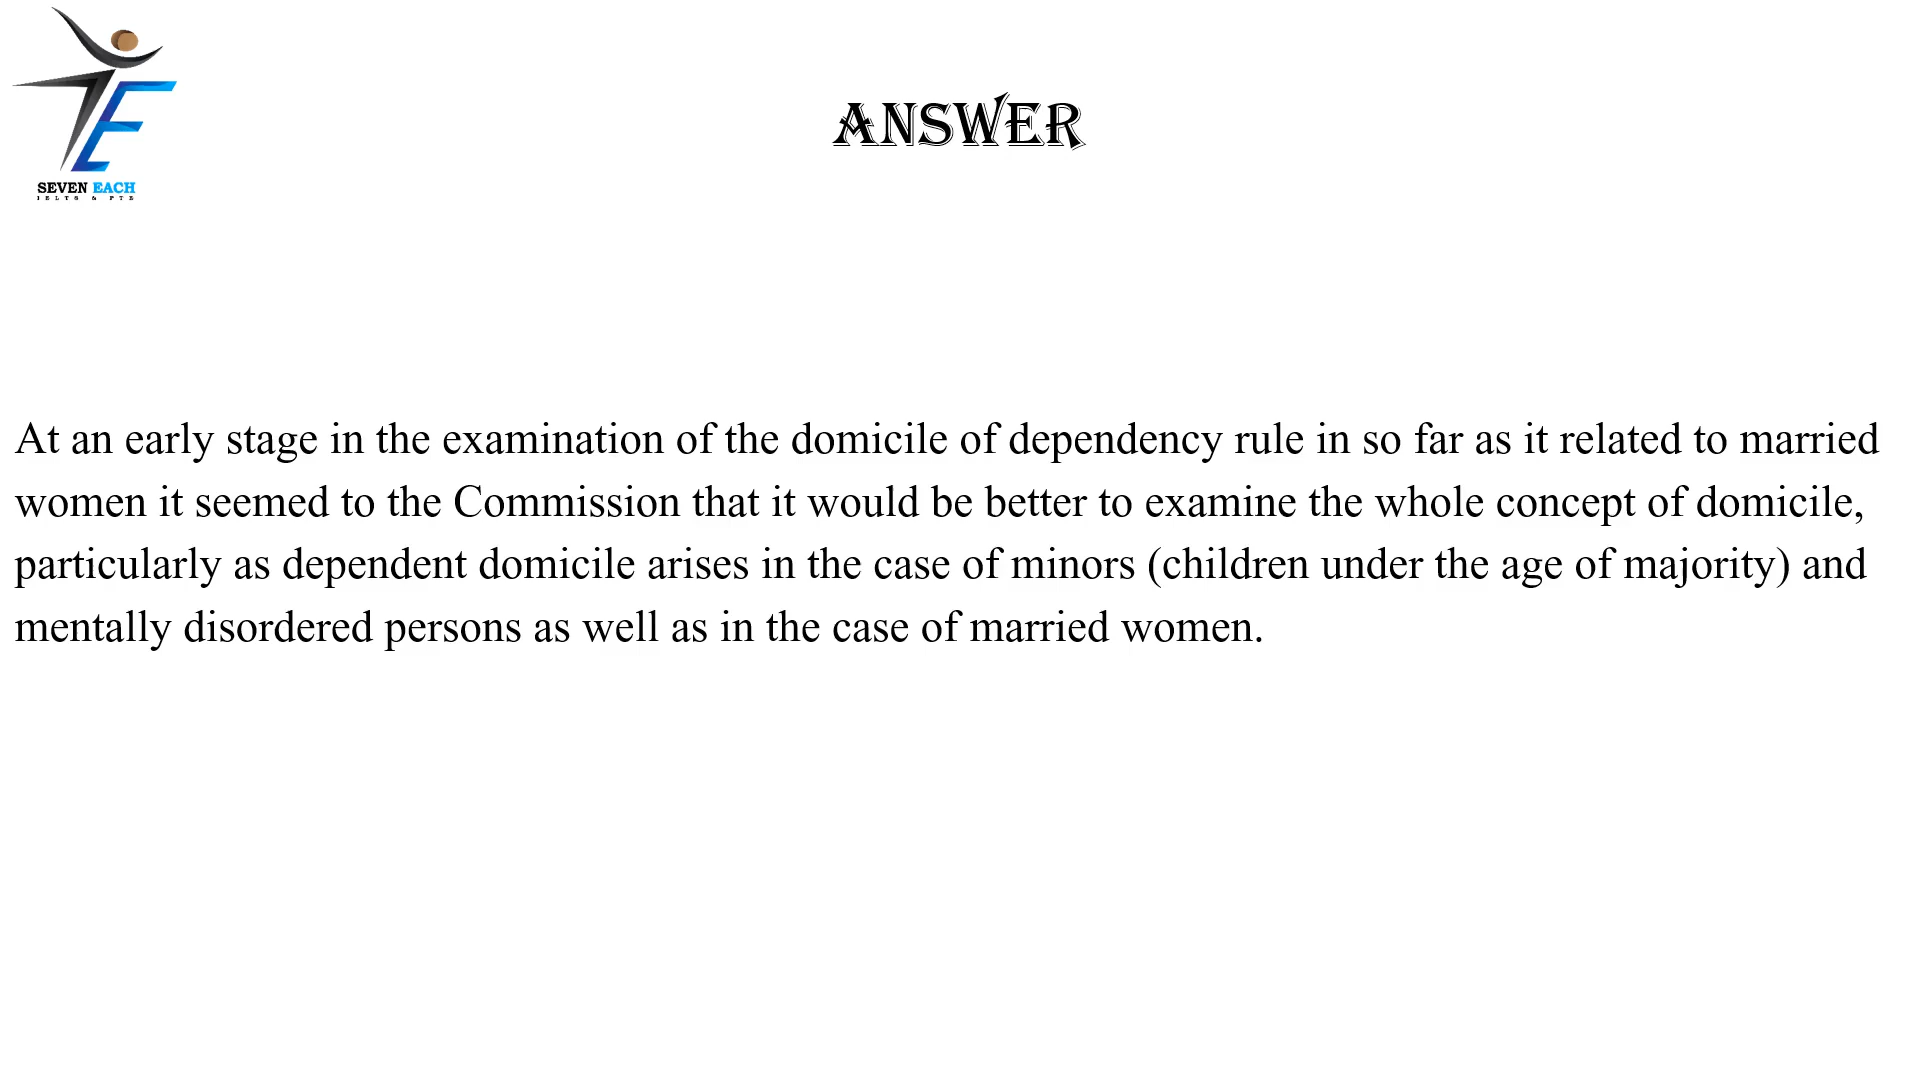 ANSWER
SEVEN EACH
IELTS & PTE
At an early stage in the examination of the domicile of dependency rule in so far as it related to married
women it seemed to the Commission that it would be better to examine the whole concept of domicile,
particularly as dependent domicile arises in the case of minors (children under the age of majority) and
mentally disordered persons as well as in the case of married women.